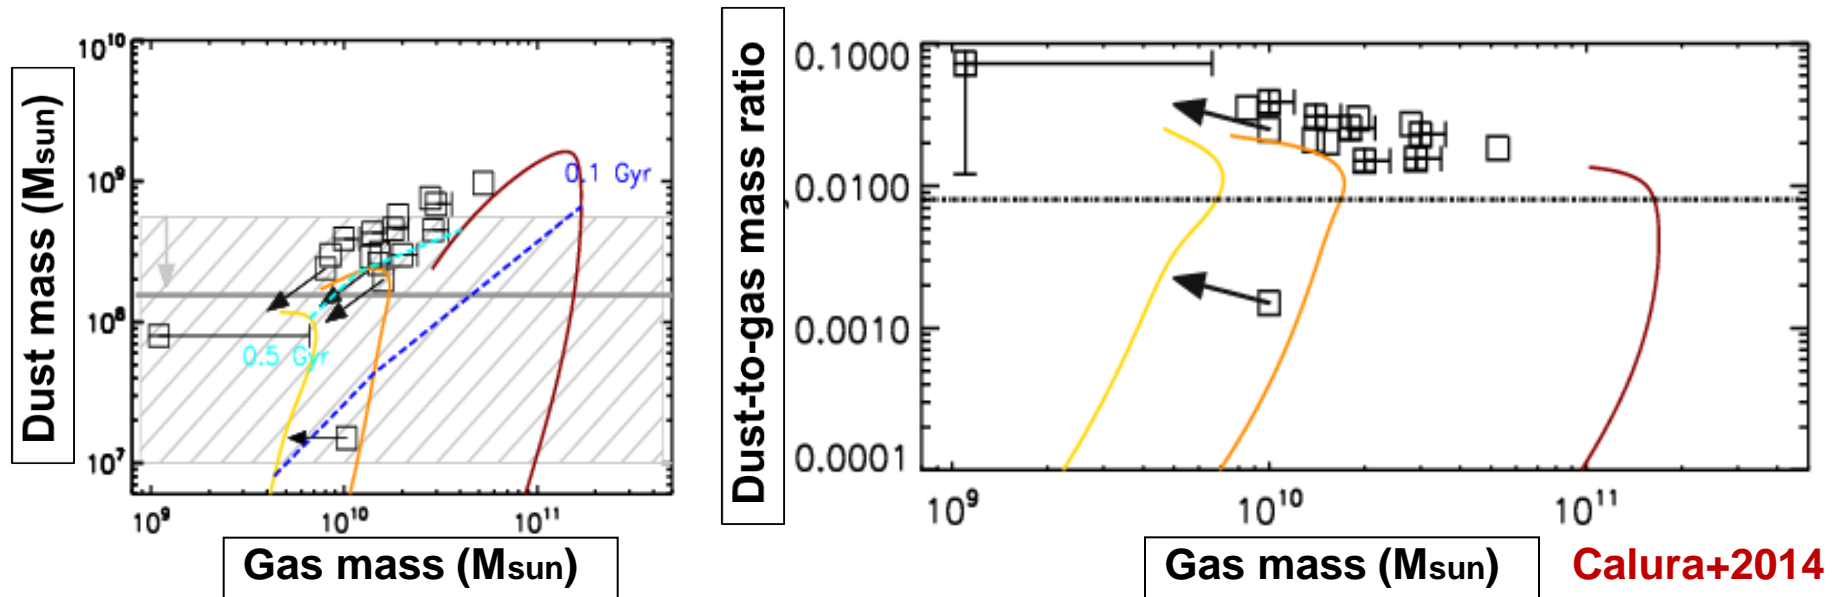 Dust mass (Msun)
10¹⁰
10⁹
10⁸
10⁷
0.1 Gyr
0.5 Gyr
10⁹
10¹⁰
10¹¹
Gas mass (Msun)
Dust-to-gas mass ratio
0.1000
0.0100
0.0010
0.0001
10⁹
10¹⁰
10¹¹
Gas mass (Msun)
Calura+2014